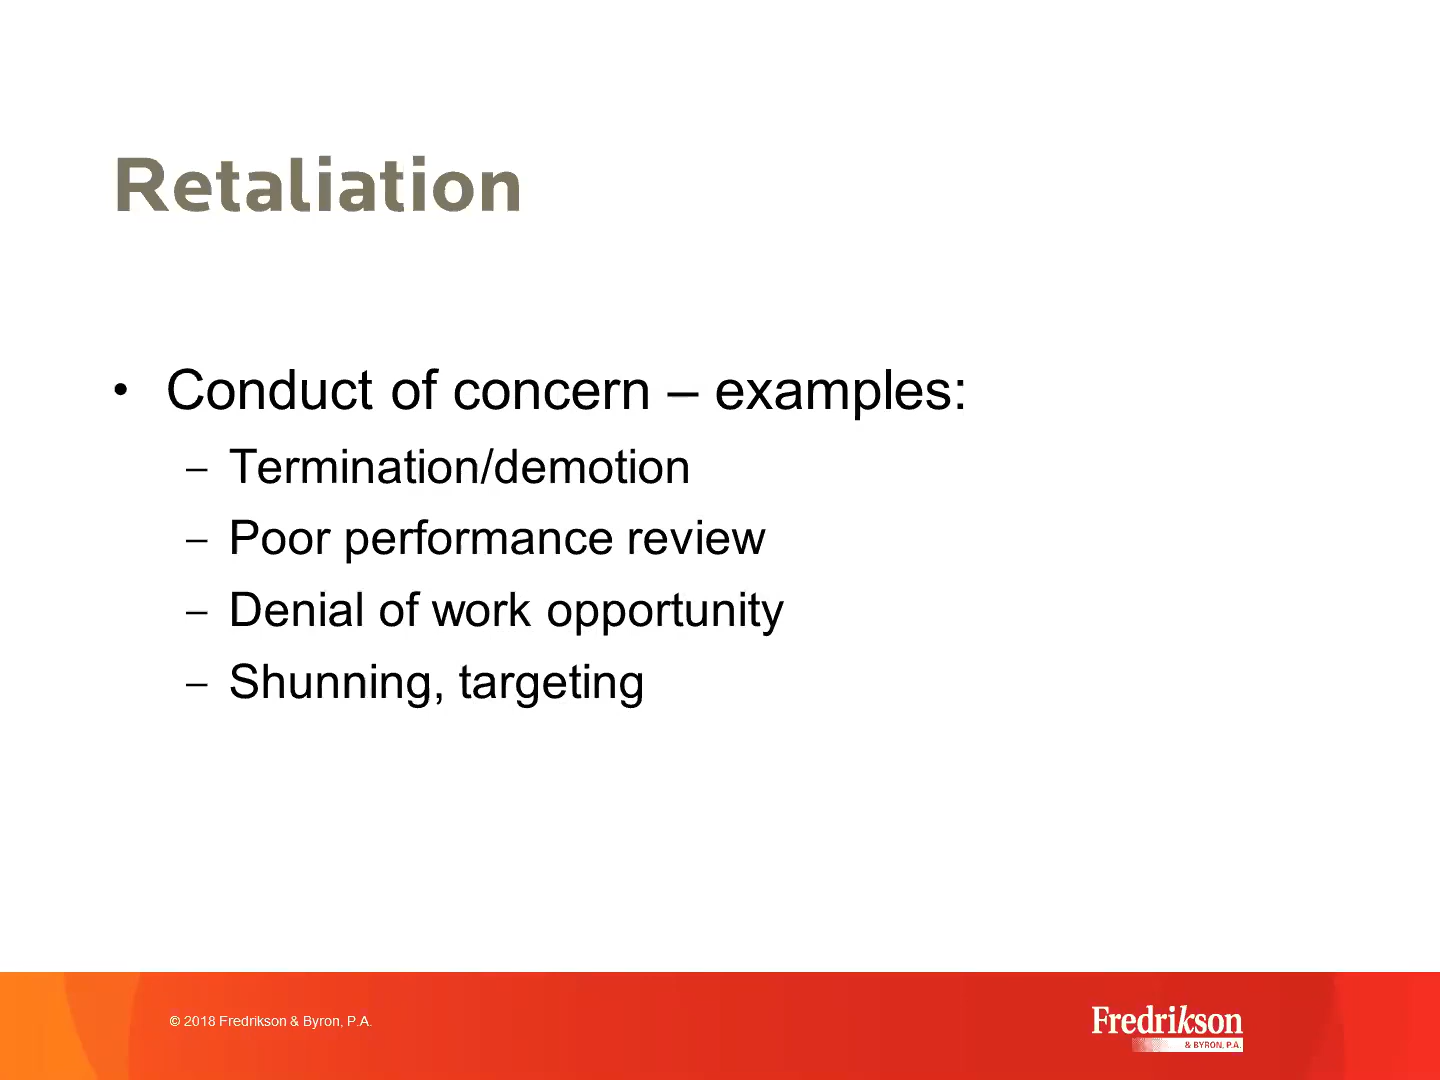 Retaliation
• Conduct of concern – examples:
– Termination/demotion
– Poor performance review
– Denial of work opportunity
– Shunning, targeting
© 2018 Fredrikson & Byron, P.A.
Fredrikson
& BYRON, P.A.